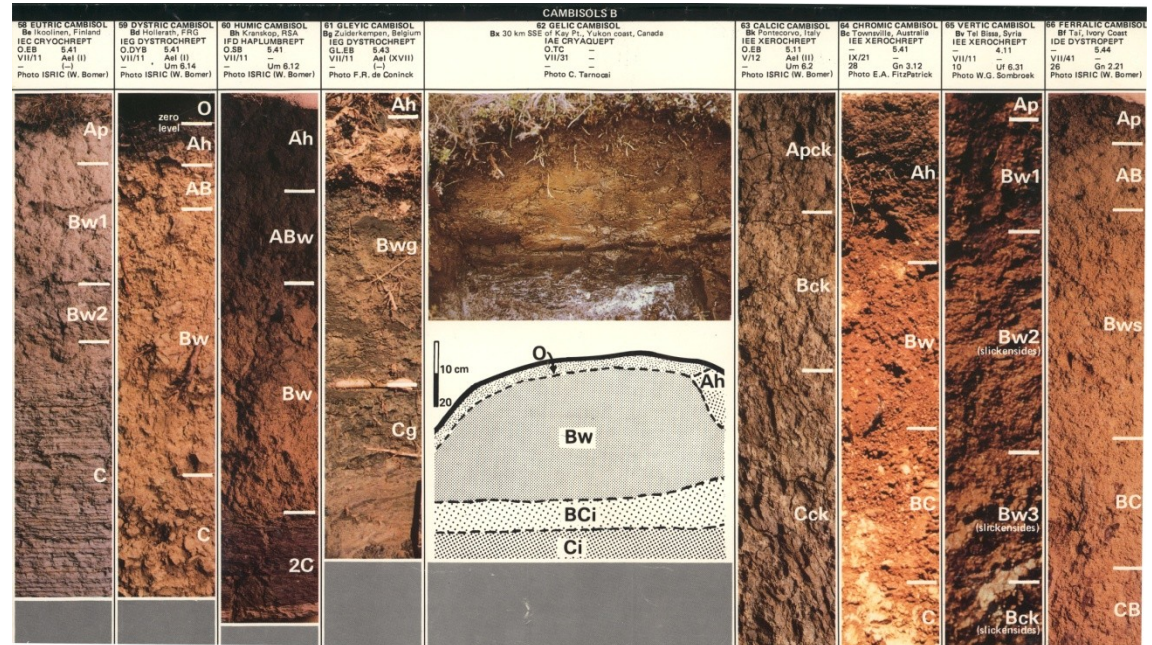 CAMBISOLS B
58 EUTRIC CAMBISOL
Be Ikoolinen, Finland
IEC CRYOCHREPT
O.EB 5.41
VII/11 Ael (I)
– (–)
Photo ISRIC (W. Bomer)
Ap
Bw1
Bw2
C
59 DYSTRIC CAMBISOL
Bd Hollerath, FRG
IEG DYSTROCHREPT
O.DYB 5.41
VII/11 Ael (I)
– Um 6.14
Photo ISRIC (W. Bomer)
O
zero
level
Ah
AB
Bw
C
60 HUMIC CAMBISOL
Bh Kranskop, RSA
IFD HAPLUMBREPT
O.SB 5.41
VII/11 –
– Um 6.12
Photo ISRIC (W. Bomer)
Ah
ABw
Bw
2C
61 GLEYIC CAMBISOL
Bg Zuiderkempen, Belgium
IEG DYSTROCHREPT
GL.EB 5.43
VII/11 Ael (XVII)
– (–)
Photo F.R. de Coninck
Ah
Bwg
Cg
62 GELIC CAMBISOL
Bx 30 km SSE of Kay Pt., Yukon coast, Canada
IAE CRYAQUEPT
O.TC –
VII/31 –
– –
Photo C. Tarnocai
10 cm
20
O
Ah
Bw
BCi
Ci
63 CALCIC CAMBISOL
Bk Pontecorvo, Italy
IEE XEROCHREPT
O.EB 5.11
V/12 Ael (II)
– Um 6.2
Photo ISRIC (W. Bomer)
Apck
Bck
Cck
64 CHROMIC CAMBISOL
Bc Townsville, Australia
IEE XEROCHREPT
– 5.41
IX/21 –
28 Gn 3.12
Photo E.A. FitzPatrick
Ah
Bw
BC
C
65 VERTIC CAMBISOL
Bv Tel Bissa, Syria
IEE XEROCHREPT
– 4.11
VII/11 –
10 Uf 6.31
Photo W.G. Sombroek
Ap
Bw1
Bw2
(slickensides)
Bw3
(slickensides)
Bck
(slickensides)
66 FERRALIC CAMBISOL
Bf Taï, Ivory Coast
IDE DYSTROPEPT
– 5,44
VII/41 –
26 Gn 2.21
Photo ISRIC (W. Bomer)
Ap
AB
Bws
BC
CB